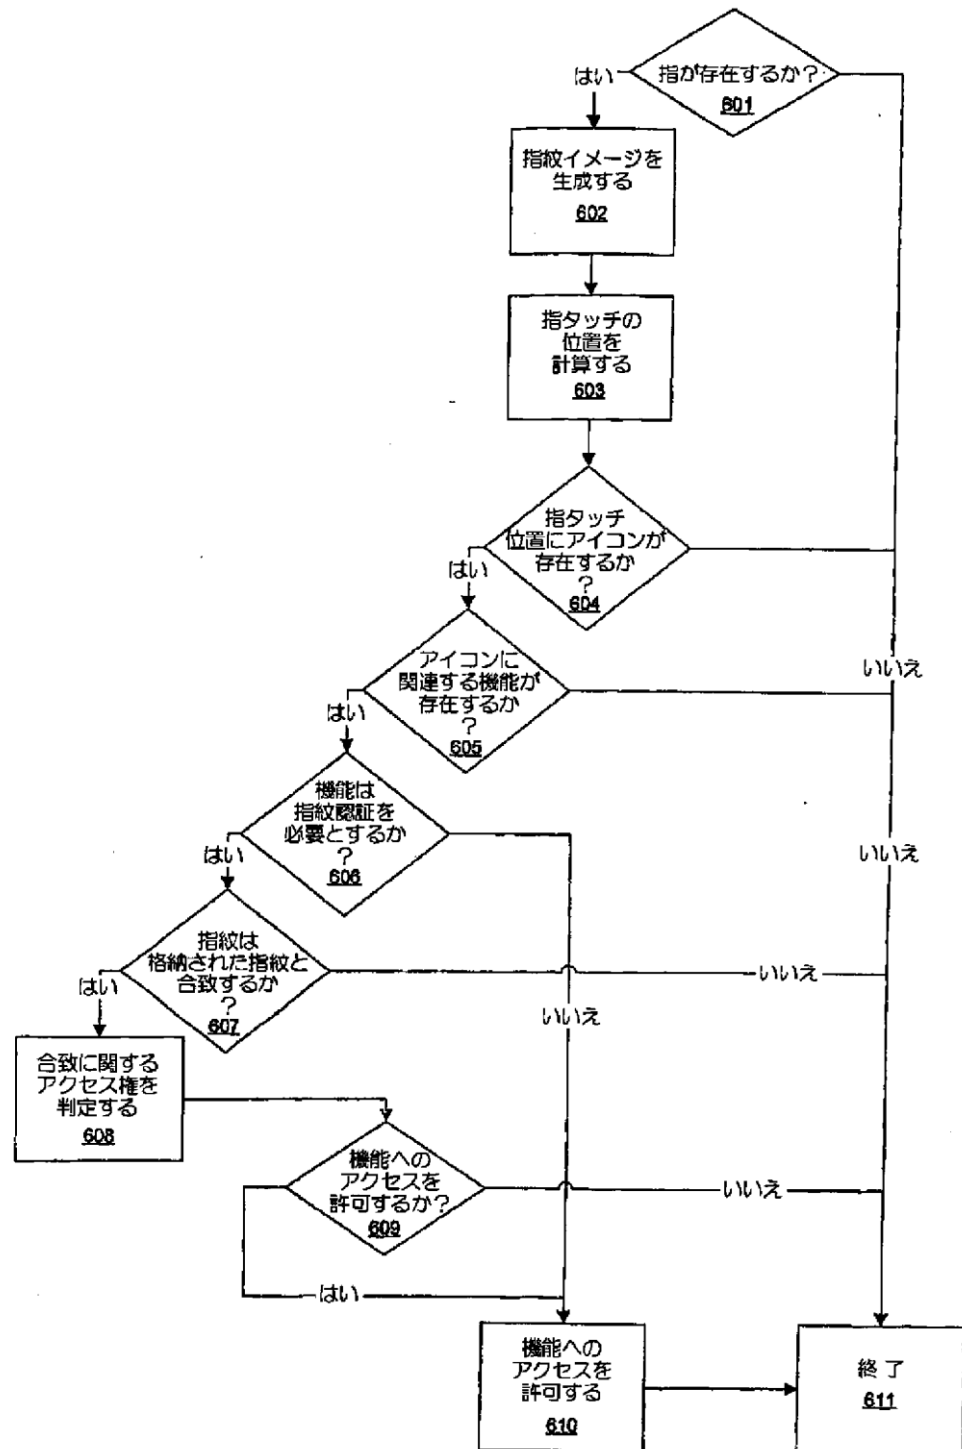 指が存在するか?
601
はい
指紋イメージを
生成する
602
指タッチの
位置を
計算する
603
指タッチ
位置にアイコンが
存在するか
?
604
はい
アイコンに
関連する機能が
存在するか
?
605
いいえ
はい
機能は
指紋認証を
必要とするか
?
606
いいえ
はい
指紋は
格納された指紋と
合致するか
?
607
いいえ
はい
いいえ
合致に関する
アクセス権を
判定する
608
機能への
アクセスを
許可するか?
609
いいえ
はい
機能への
アクセスを
許可する
610
終了
611